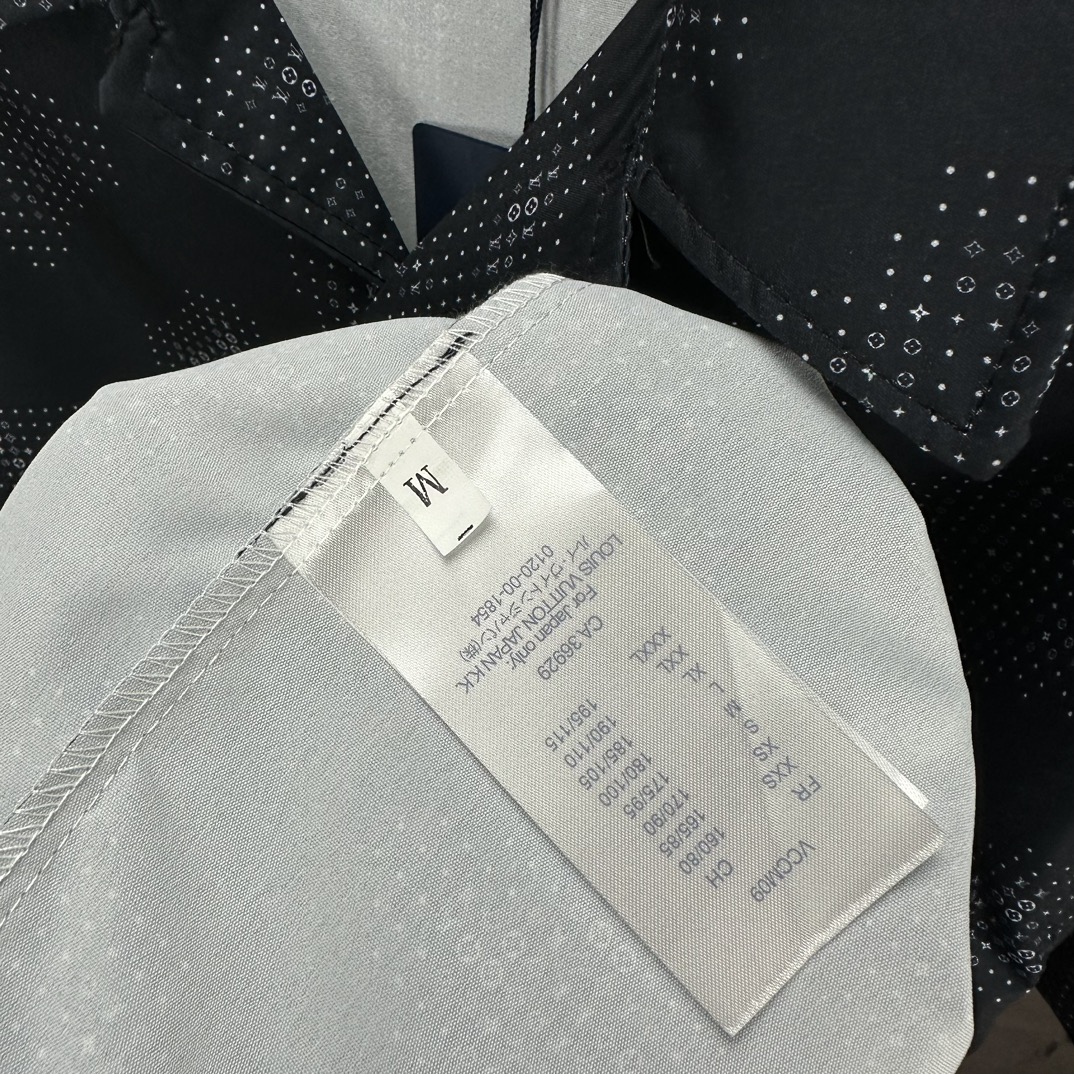 M
VCCM09
FR CH
XXS 160/80
XS 165/85
S 170/90
M 175/95
L 180/100
XL 185/105
XXL 190/110
XXXL 195/115
CA 36929
For Japan only:
LOUIS VUITTON JAPAN K.K.
ルイ・ヴィトン ジャパン(株)
0120-00-1854